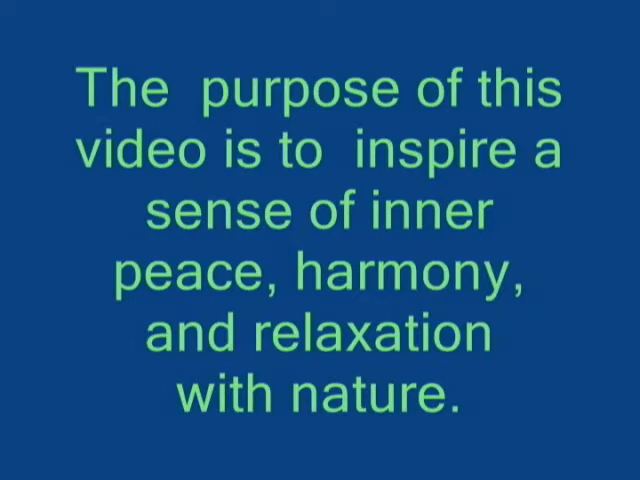 The  purpose of this
video is to  inspire a
sense of inner
peace, harmony,
and relaxation
with nature.